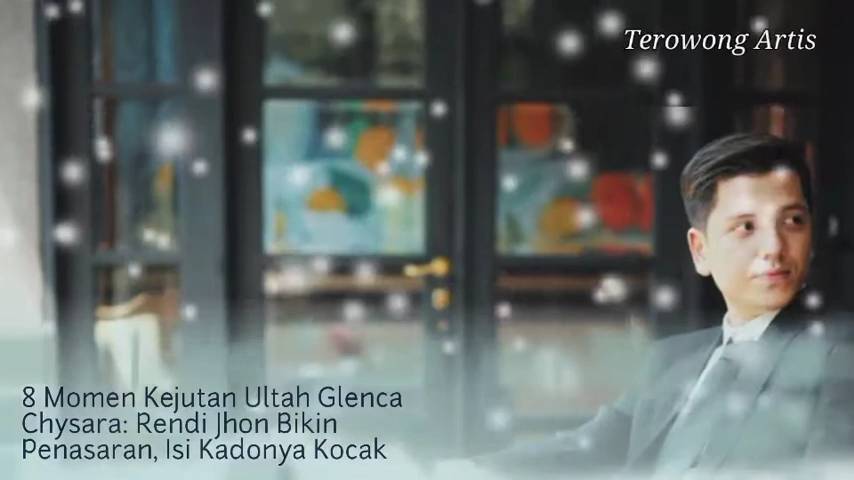 Terowong Artis
8 Momen Kejutan Ultah Glenca
Chysara: Rendi Jhon Bikin
Penasaran, Isi Kadonya Kocak